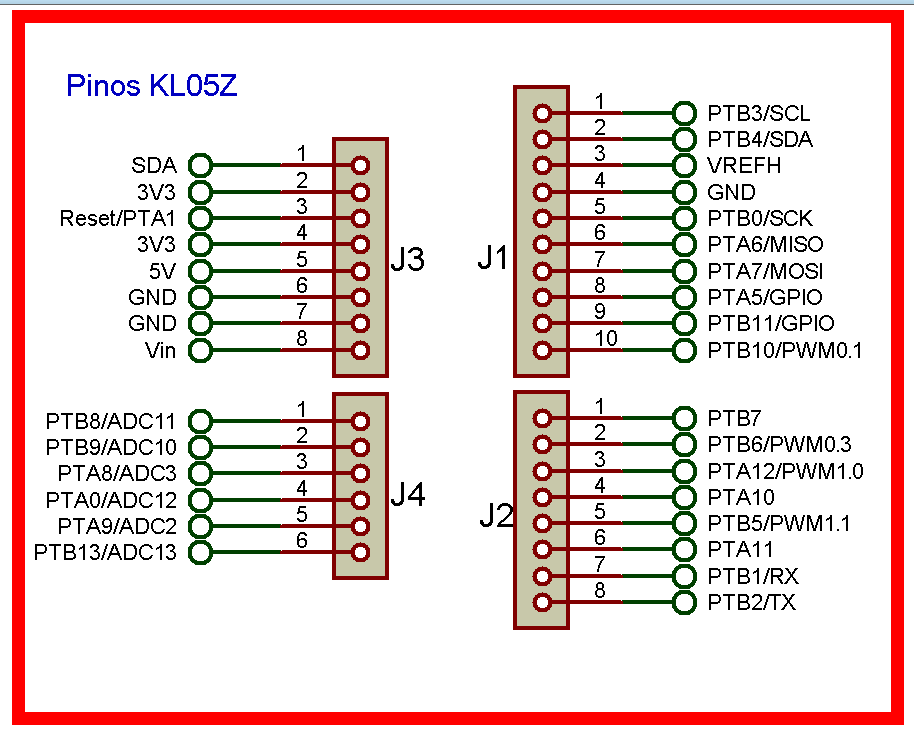 Pinos KL05Z
SDA 1
3V3 2
Reset/PTA1 3
3V3 4
5V 5
GND 6
GND 7
Vin 8
J3
PTB8/ADC11 1
PTB9/ADC10 2
PTA8/ADC3 3
PTA0/ADC12 4
PTA9/ADC2 5
PTB13/ADC13 6
J4
J1
1 PTB3/SCL
2 PTB4/SDA
3 VREFH
4 GND
5 PTB0/SCK
6 PTA6/MISO
7 PTA7/MOSI
8 PTA5/GPIO
9 PTB11/GPIO
10 PTB10/PWM0.1
J2
1 PTB7
2 PTB6/PWM0.3
3 PTA12/PWM1.0
4 PTA10
5 PTB5/PWM1.1
6 PTA11
7 PTB1/RX
8 PTB2/TX